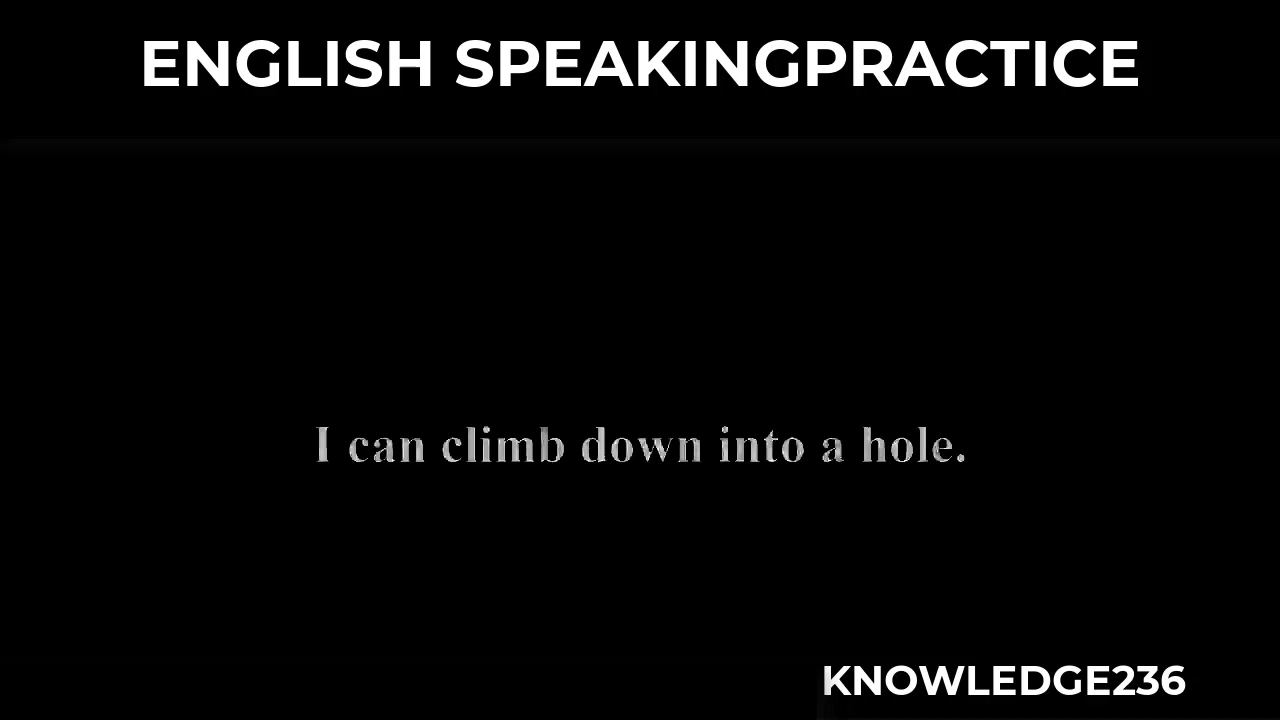 ENGLISH SPEAKINGPRACTICE
I can climb down into a hole.
KNOWLEDGE236